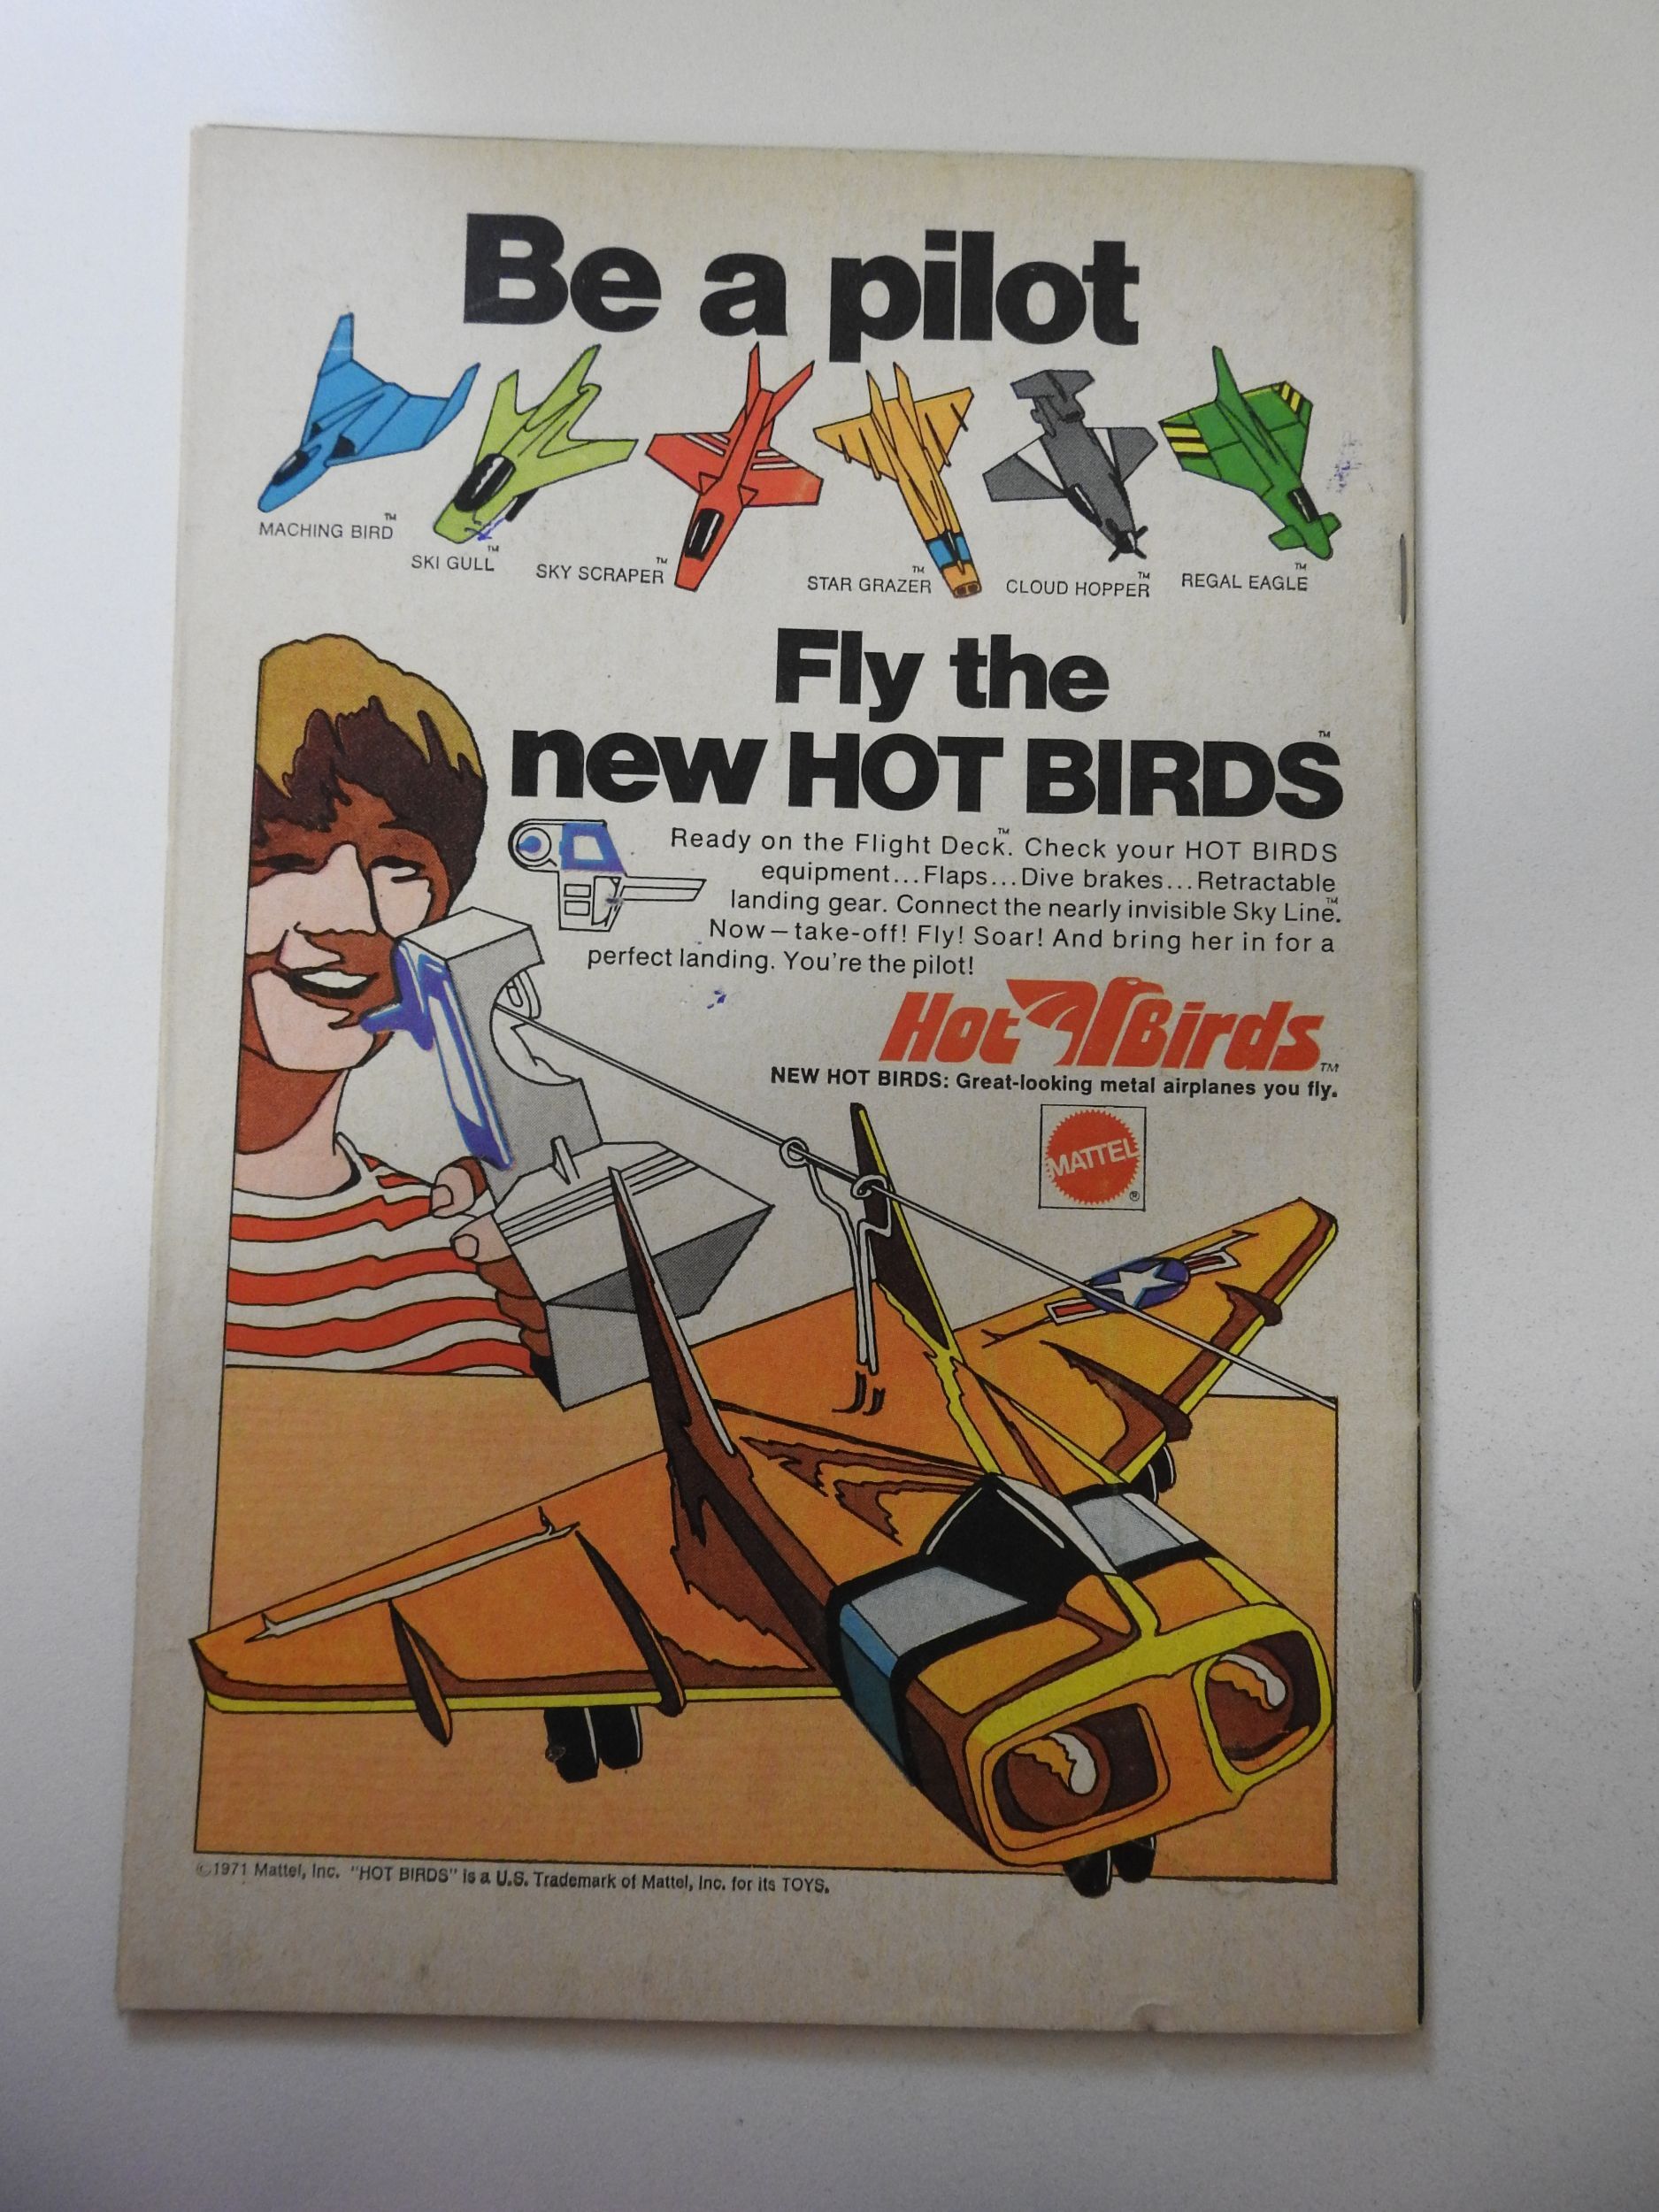 Be a pilot
MACHING BIRD™
SKI GULL™
SKY SCRAPER™
STAR GRAZER™
CLOUD HOPPER™
REGAL EAGLE™
Fly the
new HOT BIRDS™
Ready on the Flight Deck™. Check your HOT BIRDS
equipment...Flaps...Dive brakes...Retractable
landing gear. Connect the nearly invisible Sky Line™.
Now—take-off! Fly! Soar! And bring her in for a
perfect landing. You're the pilot!
Hot Birds™
NEW HOT BIRDS: Great-looking metal airplanes you fly.
MATTEL®
©1971 Mattel, Inc. "HOT BIRDS" is a U.S. Trademark of Mattel, Inc. for its TOYS.